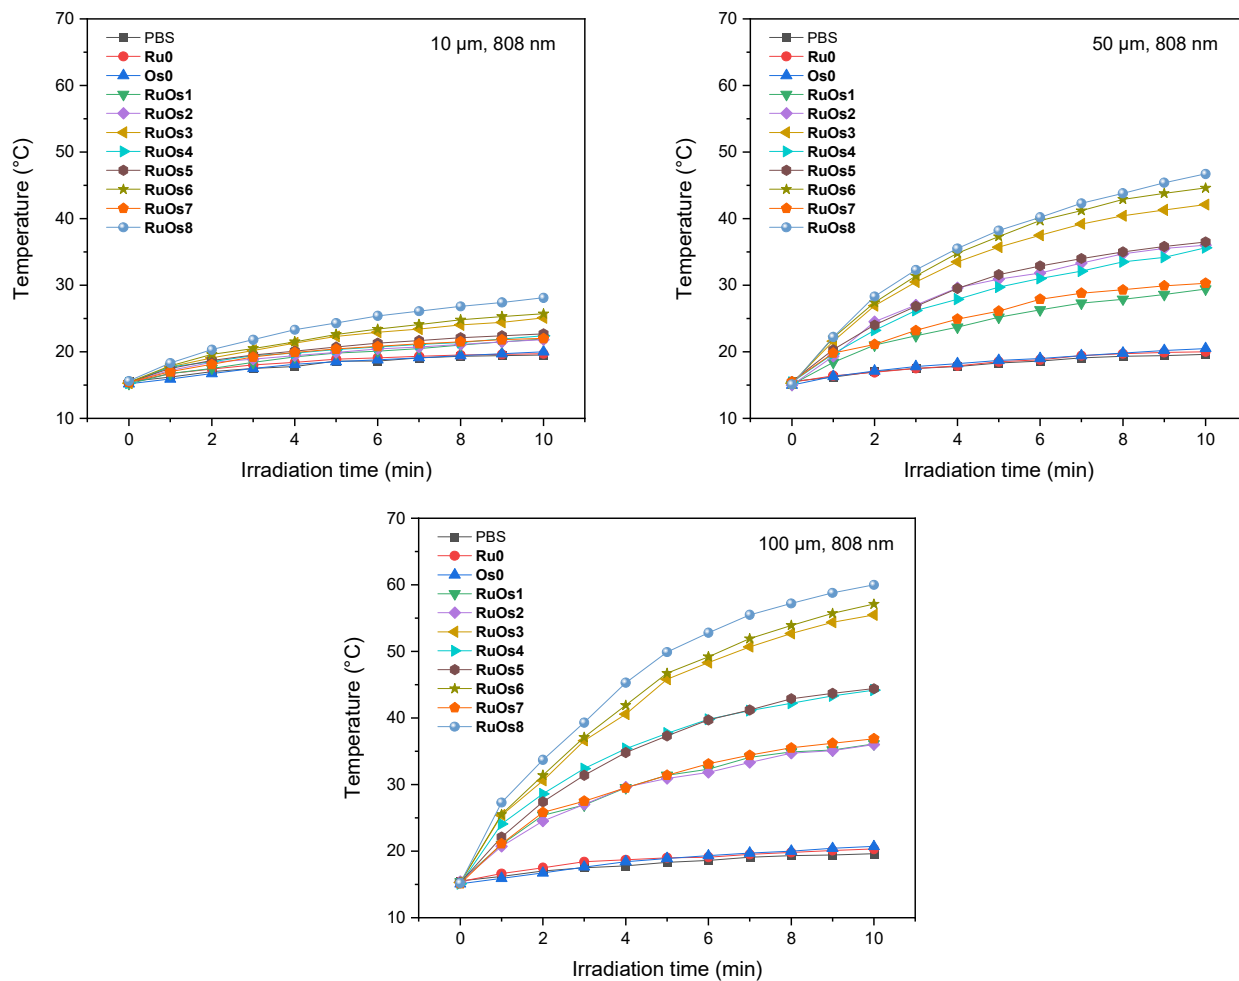 70
60
50
40
30
20
10
Temperature (°C)
10 µm, 808 nm
PBS
Ru0
Os0
RuOs1
RuOs2
RuOs3
RuOs4
RuOs5
RuOs6
RuOs7
RuOs8
0 2 4 6 8 10
Irradiation time (min)
70
60
50
40
30
20
10
Temperature (°C)
50 µm, 808 nm
PBS
Ru0
Os0
RuOs1
RuOs2
RuOs3
RuOs4
RuOs5
RuOs6
RuOs7
RuOs8
0 2 4 6 8 10
Irradiation time (min)
70
60
50
40
30
20
10
Temperature (°C)
100 µm, 808 nm
PBS
Ru0
Os0
RuOs1
RuOs2
RuOs3
RuOs4
RuOs5
RuOs6
RuOs7
RuOs8
0 2 4 6 8 10
Irradiation time (min)